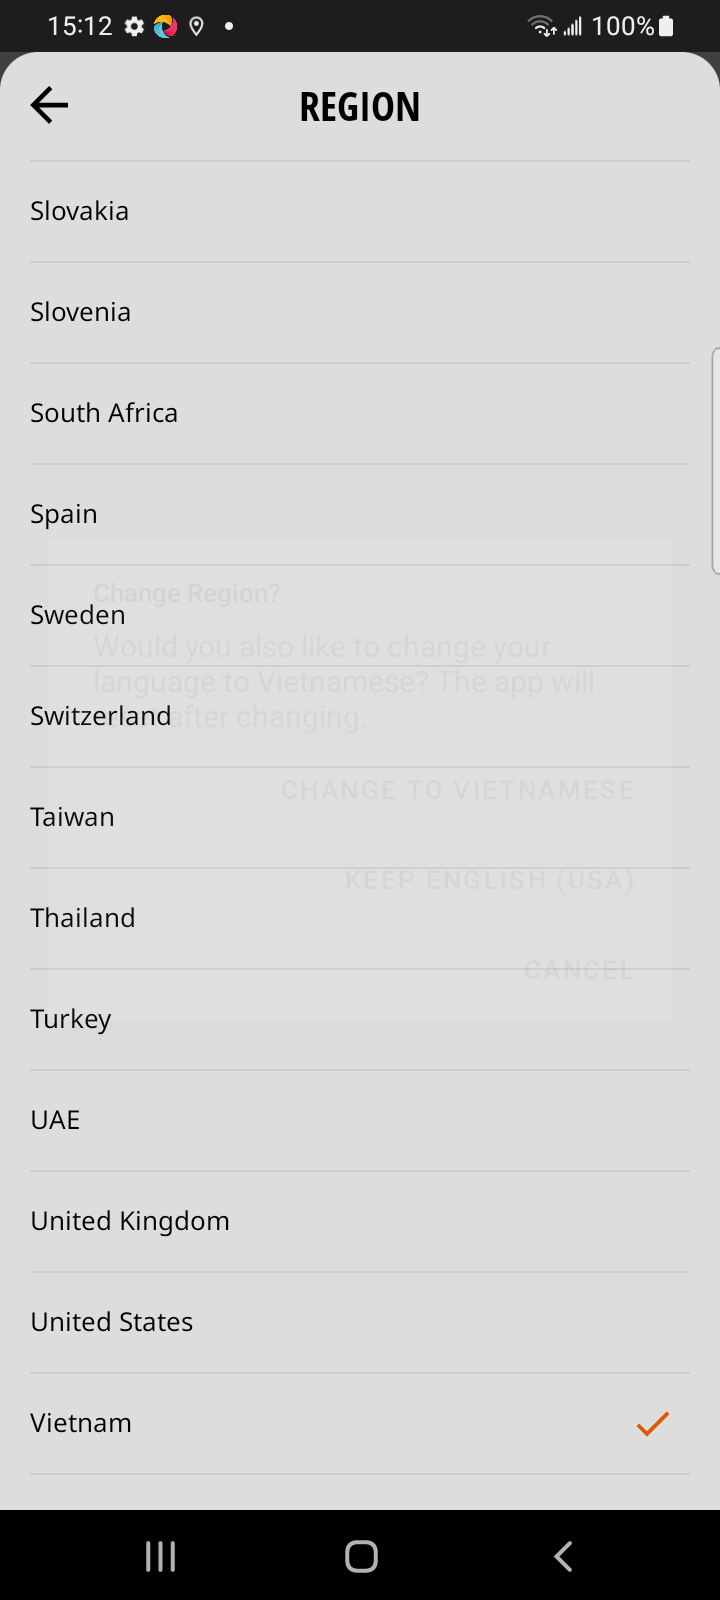 15:12
100%
REGION
Slovakia
Slovenia
South Africa
Spain
Change Region?
Sweden
Would you also like to change your
language to Vietnamese? The app will
Switzerland
after changing.
CHANGE TO VIETNAMESE
Taiwan
KEEP ENGLISH (USA)
Thailand
CANCEL
Turkey
UAE
United Kingdom
United States
Vietnam